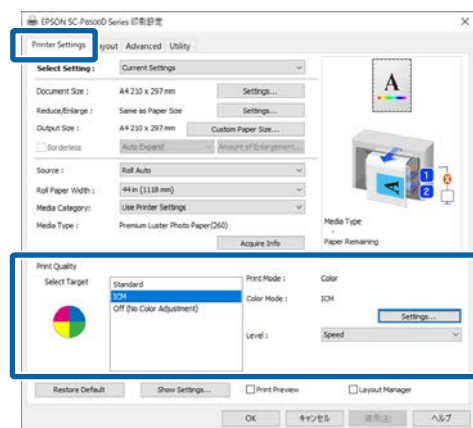 EPSON SC-P8500D Series 印刷設定
Printer Settings yout Advanced Utility
Select Setting : Current Settings
Document Size : A4 210 x 297 mm Settings...
Reduce/Enlarge : Same as Paper Size Settings...
Output Size : A4 210 x 297 mm Custom Paper Size...
Borderless Auto Expand Amount of Enlargement...
Source : Roll Auto
Roll Paper Width : 44 in (1118 mm)
Media Category: Use Printer Settings
Media Type : Premium Luster Photo Paper(260)
Acquire Info
A
A
1
2
Media Type
-
Paper Remaining
Print Quality
Select Target
Standard
ICM
Off (No Color Adjustment)
Print Mode : Color
Color Mode : ICM
Settings...
Level : Speed
Restore Default Show Settings... Print Preview Layout Manager
OK キャンセル 適用(A) ヘルプ